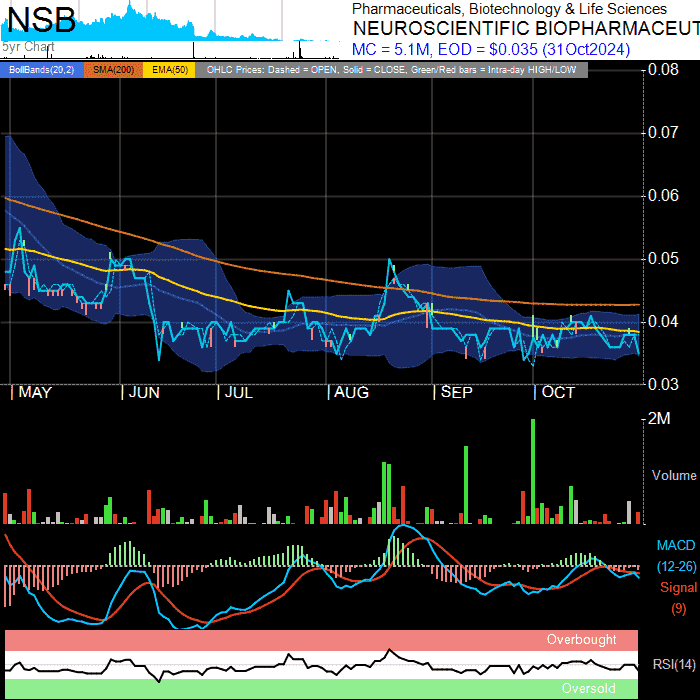 NSB
5yr Chart
Pharmaceuticals, Biotechnology & Life Sciences
NEUROSCIENTIFIC BIOPHARMACEUT
MC = 5.1M, EOD = $0.035 (31Oct2024)
BollBands(20,2) SMA(200) EMA(50) OHLC Prices: Dashed = OPEN, Solid = CLOSE, Green/Red bars = Intra-day HIGH/LOW
0.08
0.07
0.06
0.05
0.04
0.03
MAY JUN JUL AUG SEP OCT
2M
Volume
MACD
(12-26)
Signal
(9)
Overbought
RSI(14)
Oversold